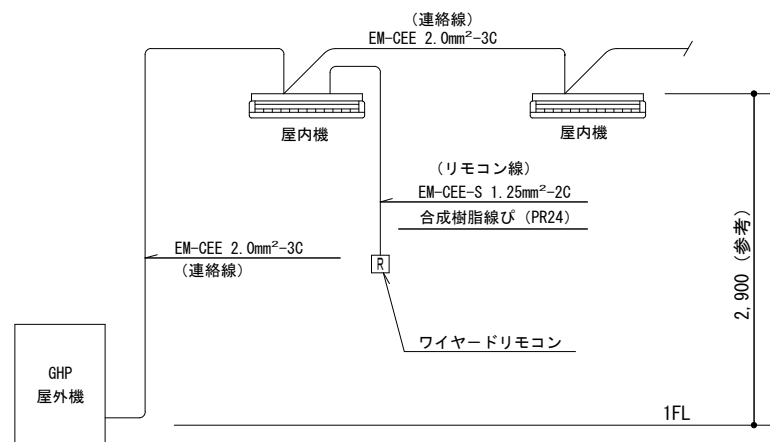 (連絡線)
EM-CEE 2.0mm²-3C
屋内機
屋内機
(リモコン線)
EM-CEE-S 1.25mm²-2C
合成樹脂線ぴ (PR24)
EM-CEE 2.0mm²-3C
(連絡線)
R
ワイヤードリモコン
2,900 (参考)
GHP
屋外機
1FL